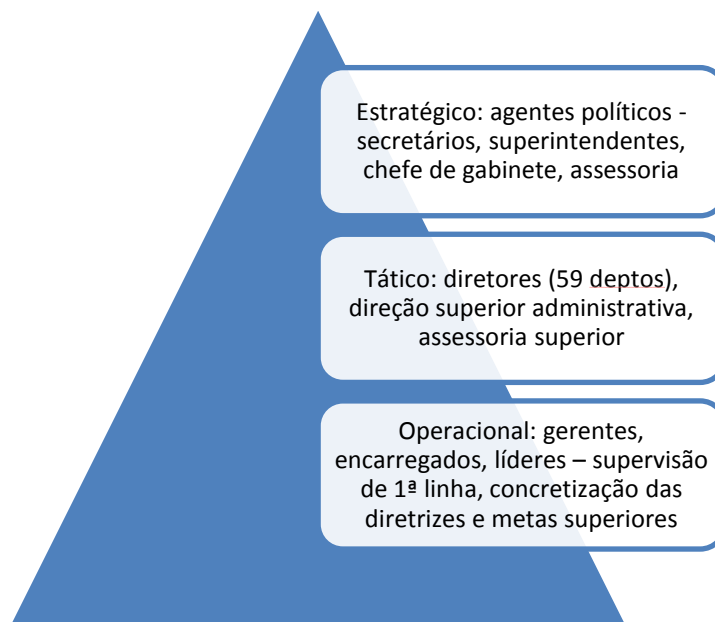 Estratégico: agentes políticos -
secretários, superintendentes,
chefe de gabinete, assessoria
Tático: diretores (59 deptos),
direção superior administrativa,
assessoria superior
Operacional: gerentes,
encarregados, líderes – supervisão
de 1ª linha, concretização das
diretrizes e metas superiores